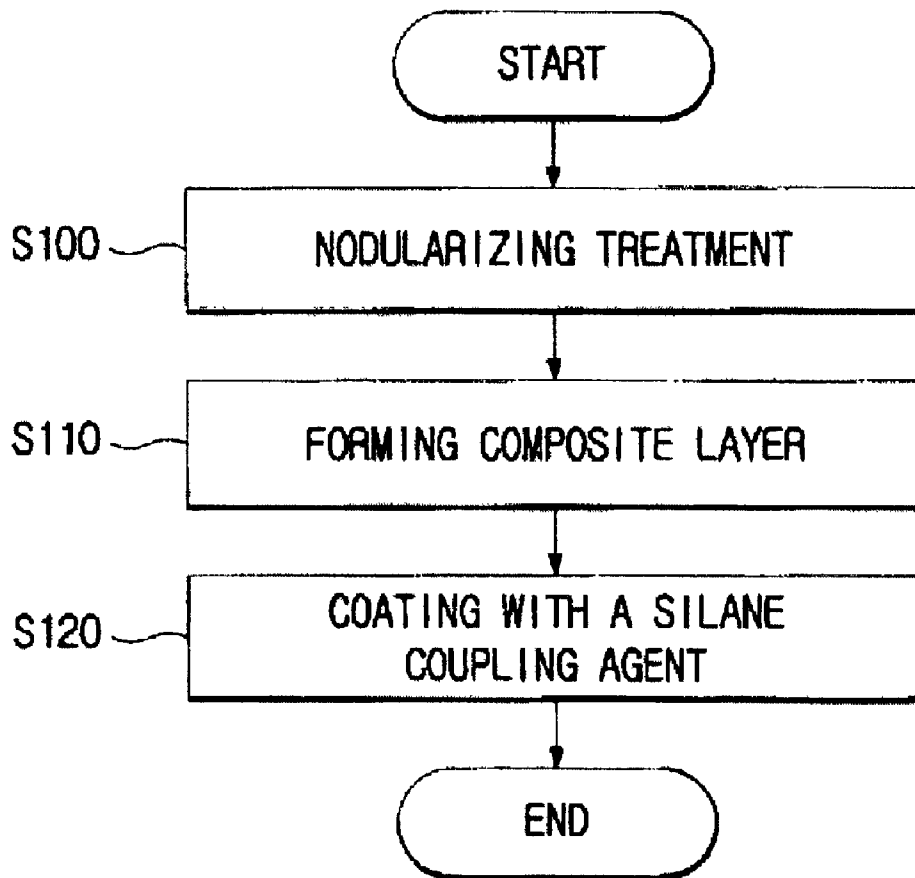 START
S100
NODULARIZING TREATMENT
S110
FORMING COMPOSITE LAYER
S120
COATING WITH A SILANE
COUPLING AGENT
END